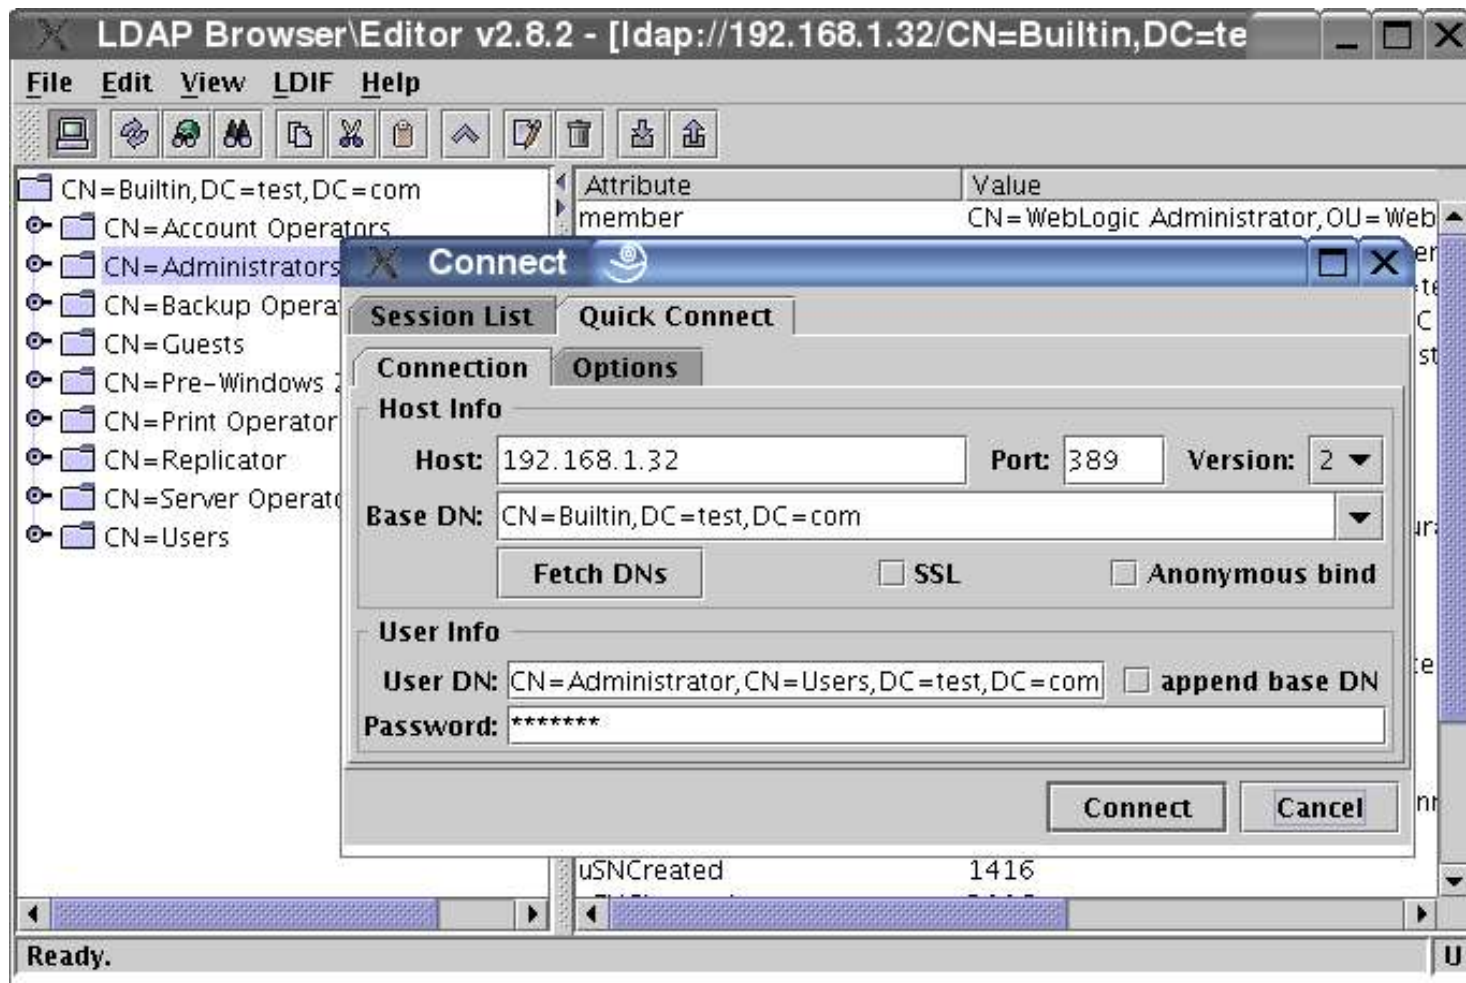 LDAP Browser\Editor v2.8.2 - [ldap://192.168.1.32/CN=Builtin,DC=te
File Edit View LDIF Help
CN=Builtin,DC=test,DC=com
CN=Account Operators
CN=Administrators
CN=Backup Opera
CN=Guests
CN=Pre-Windows
CN=Print Operator
CN=Replicator
CN=Server Operato
CN=Users
Attribute Value
member CN=WebLogic Administrator,OU=Web
Connect
Session List Quick Connect
Connection Options
Host Info
Host: 192.168.1.32 Port: 389 Version: 2
Base DN: CN=Builtin,DC=test,DC=com
Fetch DNs SSL Anonymous bind
User Info
User DN: CN=Administrator,CN=Users,DC=test,DC=com append base DN
Password: *******
Connect Cancel
uSNCreated 1416
Ready. U